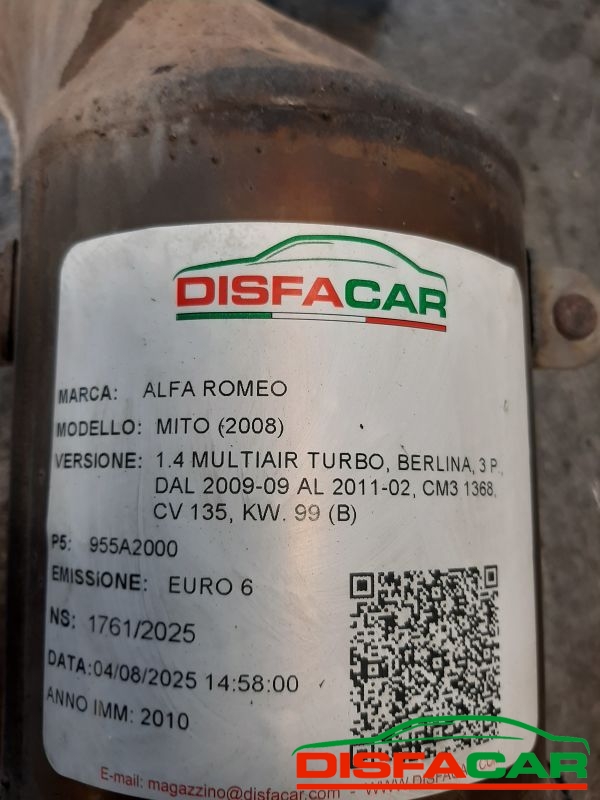 DISFACAR
MARCA: ALFA ROMEO
MODELLO: MITO (2008)
VERSIONE: 1.4 MULTIAIR TURBO, BERLINA, 3 P.,
DAL 2009-09 AL 2011-02, CM3 1368,
CV 135, KW. 99 (B)
P5: 955A2000
EMISSIONE: EURO 6
NS: 1761/2025
DATA:04/08/2025 14:58:00
ANNO IMM: 2010
E-mail: magazzino@disfacar.com
DISFACAR